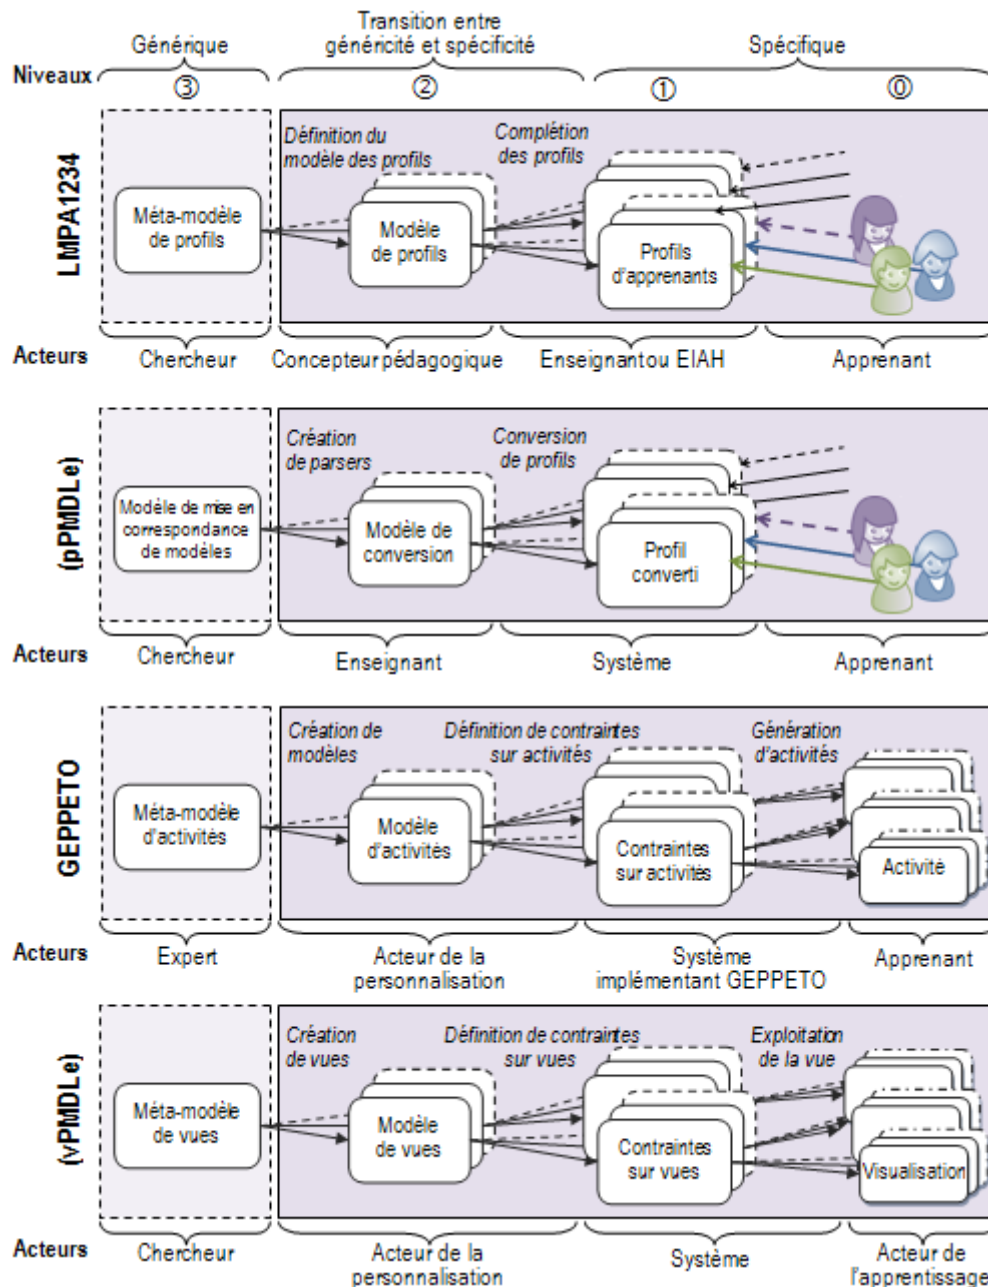 Transition entre
Générique
généricité et spécificité
Spécifique
Niveaux
③
②
①
⓪
LMPA1234
Définition du
modèle des profils
Complétion
des profils
Méta-modèle
de profils
Modèle
de profils
Profils
d'apprenants
Acteurs
Chercheur
Concepteur pédagogique
Enseignantou EIAH
Apprenant
(pPMDLe)
Création
de parsers
Conversion
de profils
Modèle de mise en
correspondance
de modèles
Modèle de
conversion
Profil
converti
Acteurs
Chercheur
Enseignant
Système
Apprenant
GEPPETO
Création de
modèles
Définition de contraintes
sur activités
Génération
d'activités
Méta-modèle
d'activités
Modèle
d'activités
Contraintes
sur activités
Activité
Acteurs
Expert
Acteur de la
personnalisation
Système
implémentant GEPPETO
Apprenant
(vPMDLe)
Création
de vues
Définition de contraintes
sur vues
Exploitation
de la vue
Méta-modèle
de vues
Modèle
de vues
Contraintes
sur vues
Visualisation
Acteurs
Chercheur
Acteur de la
personnalisation
Système
Acteur de
l'apprentissage